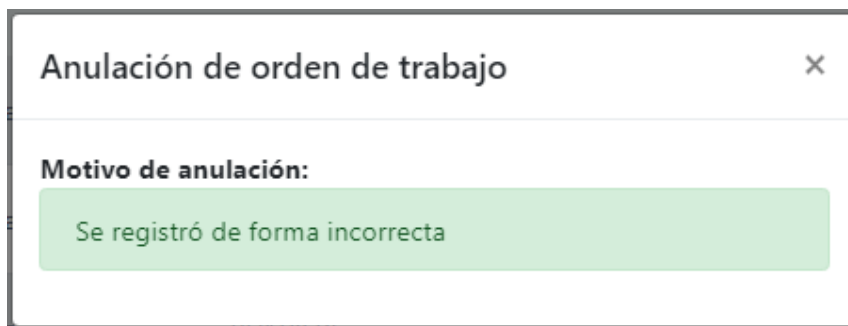 Anulación de orden de trabajo ×
Motivo de anulación:
Se registró de forma incorrecta